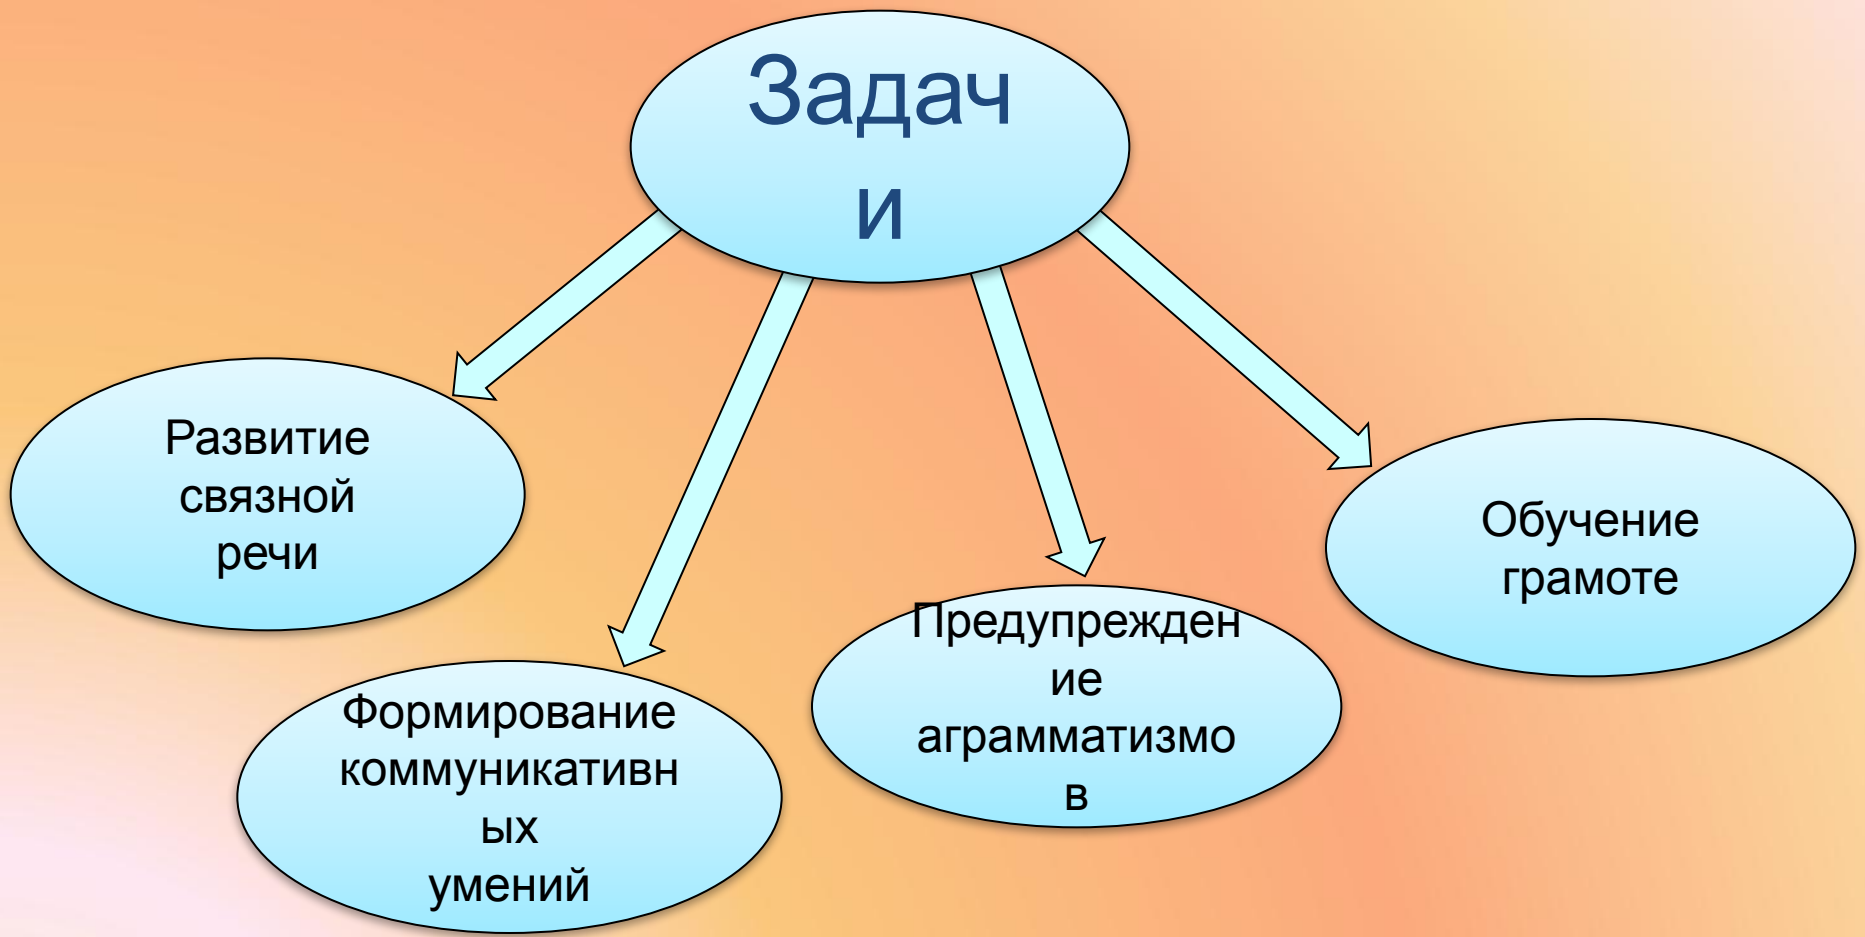 Задач
и
Развитие
связной
речи
Формирование
коммуникативн
ых
умений
Предупрежден
ие
аграмматизмо
в
Обучение
грамоте